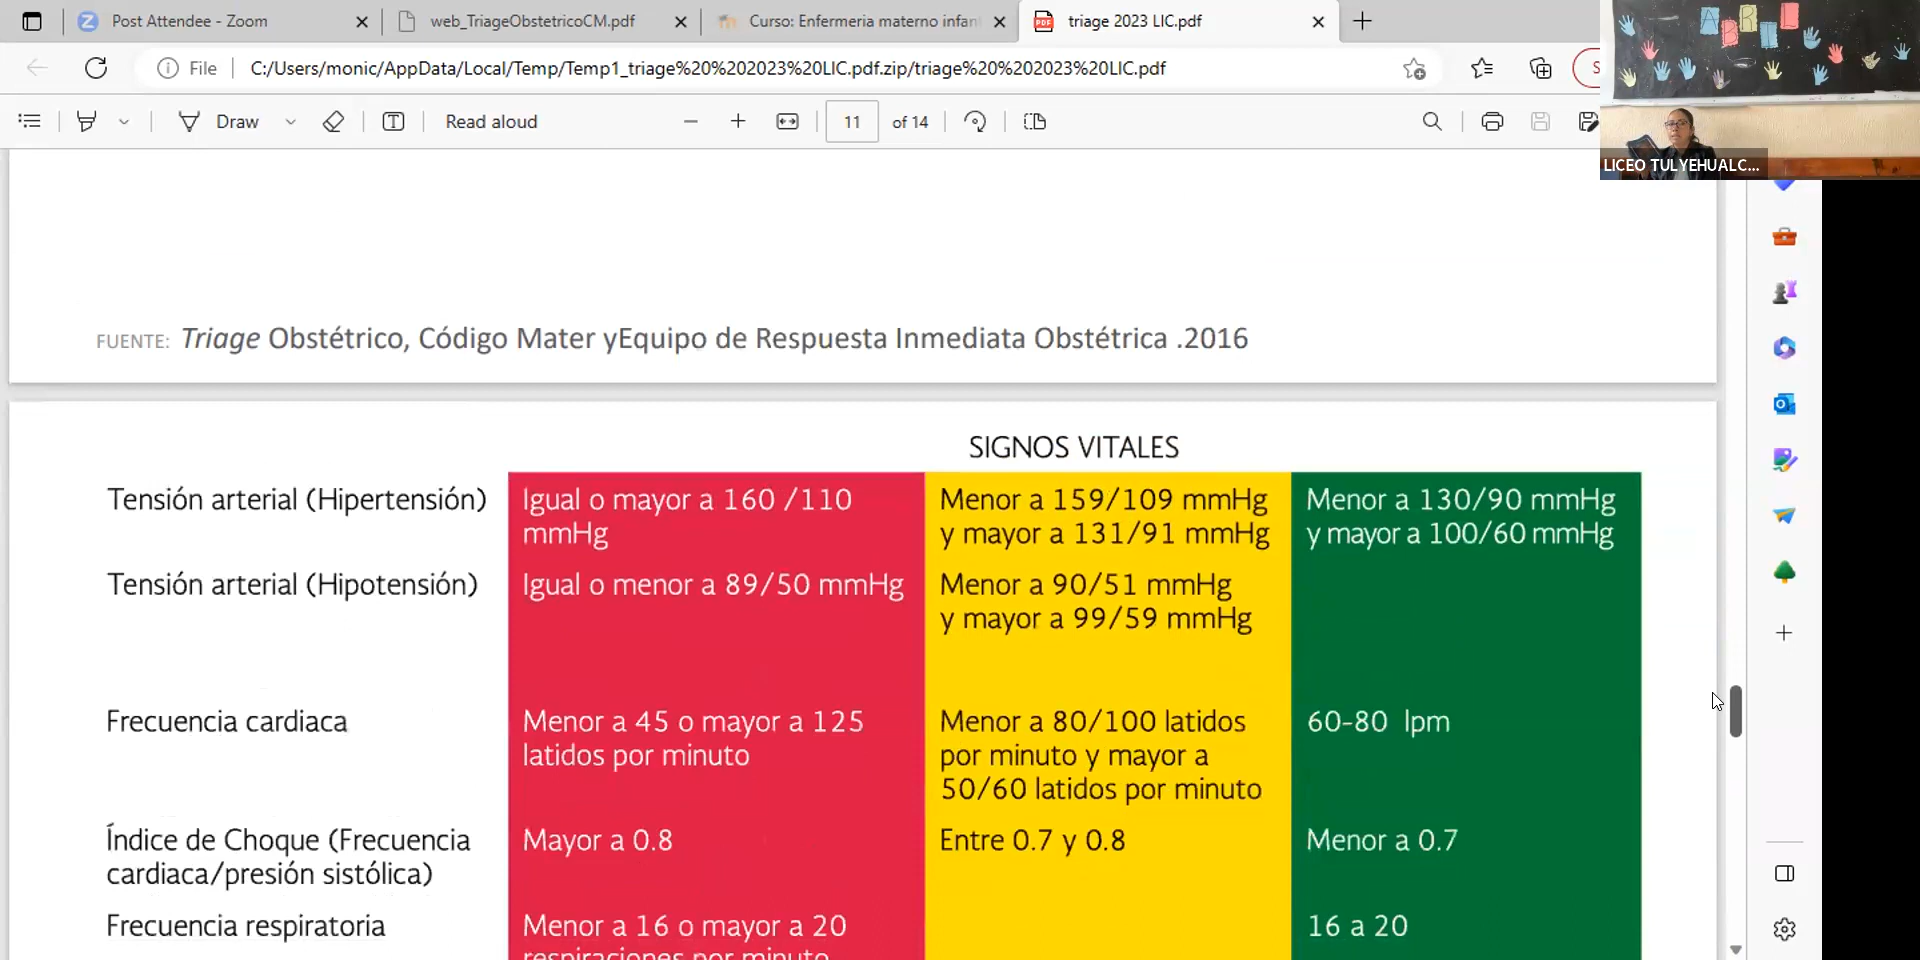 Post Attendee - Zoom
web_TriageObstetricoCM.pdf
Curso: Enfermeria materno infan
triage 2023 LIC.pdf
File
C:/Users/monic/AppData/Local/Temp/Temp1_triage%20%202023%20LIC.pdf.zip/triage%20%202023%20LIC.pdf
S
Draw
Read aloud
11 of 14
ABRIL
LICEO TULYEHUALC...
FUENTE: Triage Obstétrico, Código Mater yEquipo de Respuesta Inmediata Obstétrica .2016
SIGNOS VITALES
Tensión arterial (Hipertensión)
Igual o mayor a 160 /110
mmHg
Menor a 159/109 mmHg
y mayor a 131/91 mmHg
Menor a 130/90 mmHg
y mayor a 100/60 mmHg
Tensión arterial (Hipotensión)
Igual o menor a 89/50 mmHg
Menor a 90/51 mmHg
y mayor a 99/59 mmHg
Frecuencia cardiaca
Menor a 45 o mayor a 125
latidos por minuto
Menor a 80/100 latidos
por minuto y mayor a
50/60 latidos por minuto
60-80 lpm
Índice de Choque (Frecuencia
cardiaca/presión sistólica)
Mayor a 0.8
Entre 0.7 y 0.8
Menor a 0.7
Frecuencia respiratoria
Menor a 16 o mayor a 20
respiraciones por minuto
16 a 20